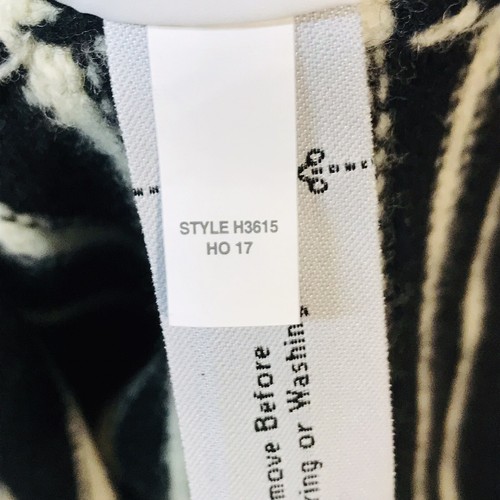 STYLE H3615
HO 17
move Before
ing or Washin